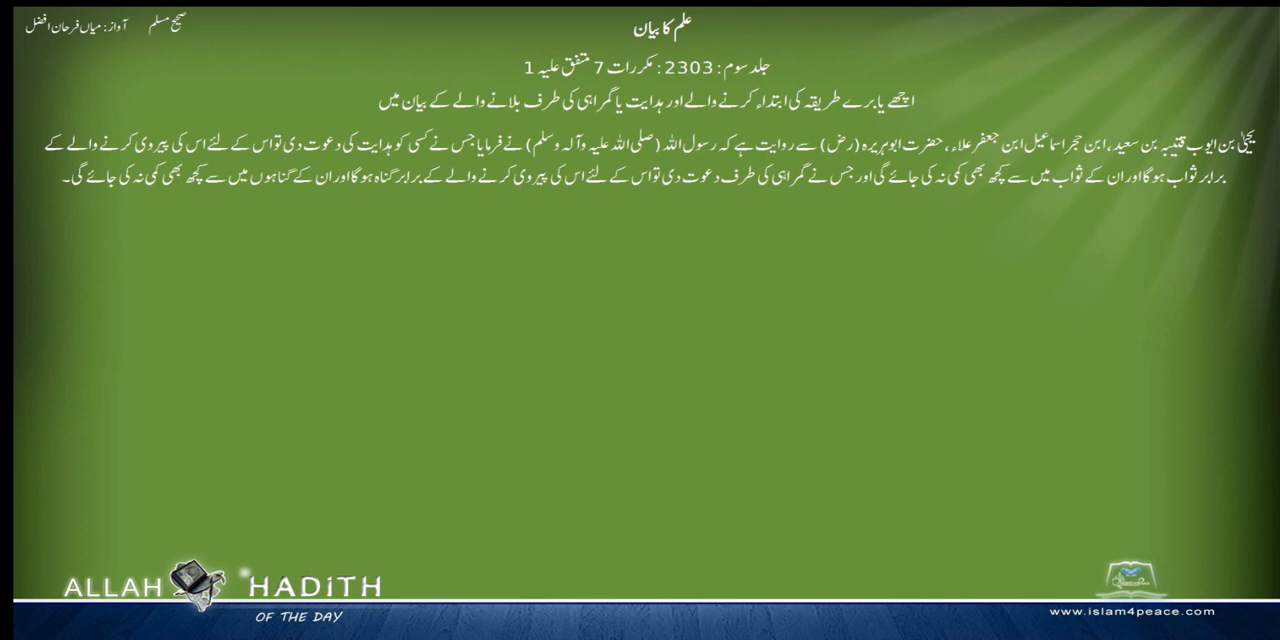 صحیح مسلم آواز: میاں فرحان افضل
علم کا بیان
جلد سوم : 2303 : مکررات 7 متفق علیہ 1
اچھے یا برے طریقہ کی ابتداء کرنے والے اور ہدایت یا گمراہی کی طرف بلانے والے کے بیان میں
یحییٰ بن ایوب قتیبہ بن سعید، ابن حجر اسماعیل ابن جعفر علاء، حضرت ابوہریرہ (رض) سے روایت ہے کہ رسول اللہ (صلی اللہ علیہ وآلہ وسلم) نے فرمایا جس نے کسی کو ہدایت کی دعوت دی تو اس کے لئے اس کی پیروی کرنے والے کے
برابر ثواب ہوگا اور ان کے ثواب میں سے کچھ بھی کمی نہ کی جائے گی اور جس نے گمراہی کی طرف دعوت دی تو اس کے لئے اس کی پیروی کرنے والے کے برابر گناہ ہوگا اور ان کے گناہوں میں سے کچھ بھی کمی نہ کی جائے گی۔
ALLAH HADITH
OF THE DAY
www.islam4peace.com